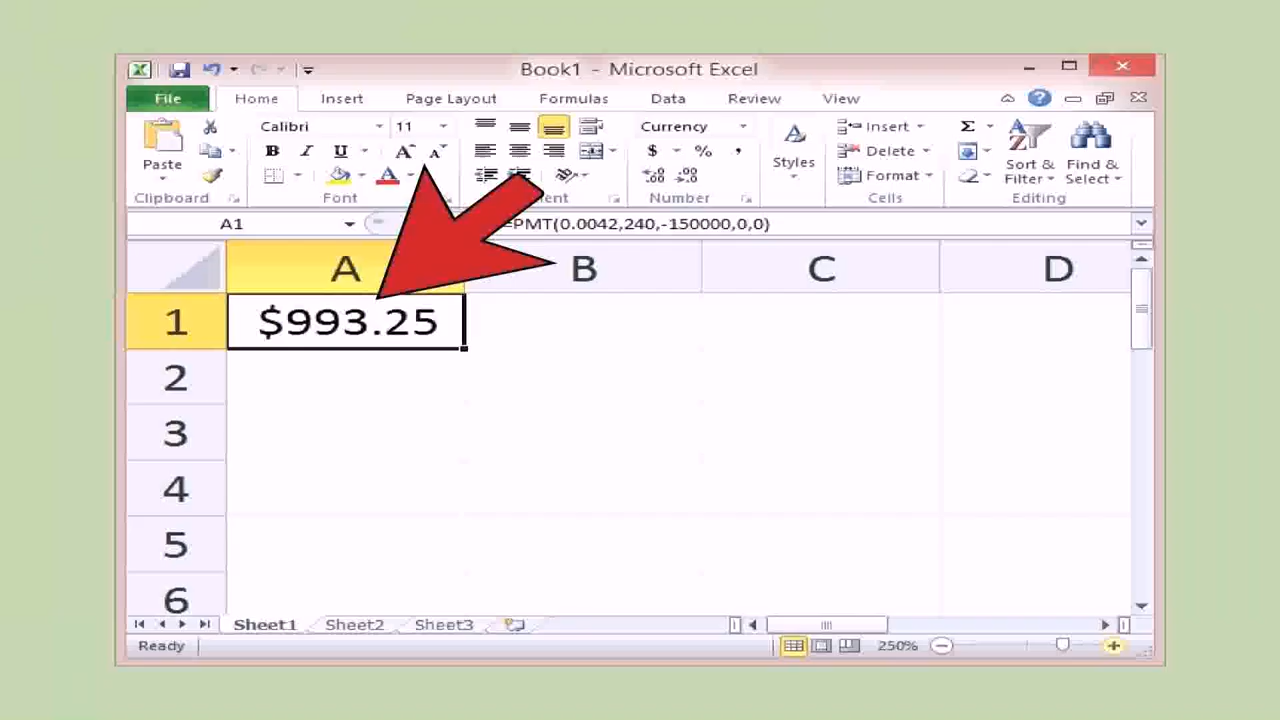 Book1 - Microsoft Excel
File Home Insert Page Layout Formulas Data Review View
Calibri 11 Currency Σ Insert
Paste B I U A A $ % , Styles Delete Sort & Find &
A Format Filter Select
Clipboard Font ent Number Cells Editing
A1 =PMT(0.0042,240,-150000,0,0)
A B C D
1 $993.25
2
3
4
5
6
Sheet1 Sheet2 Sheet3
Ready 250%